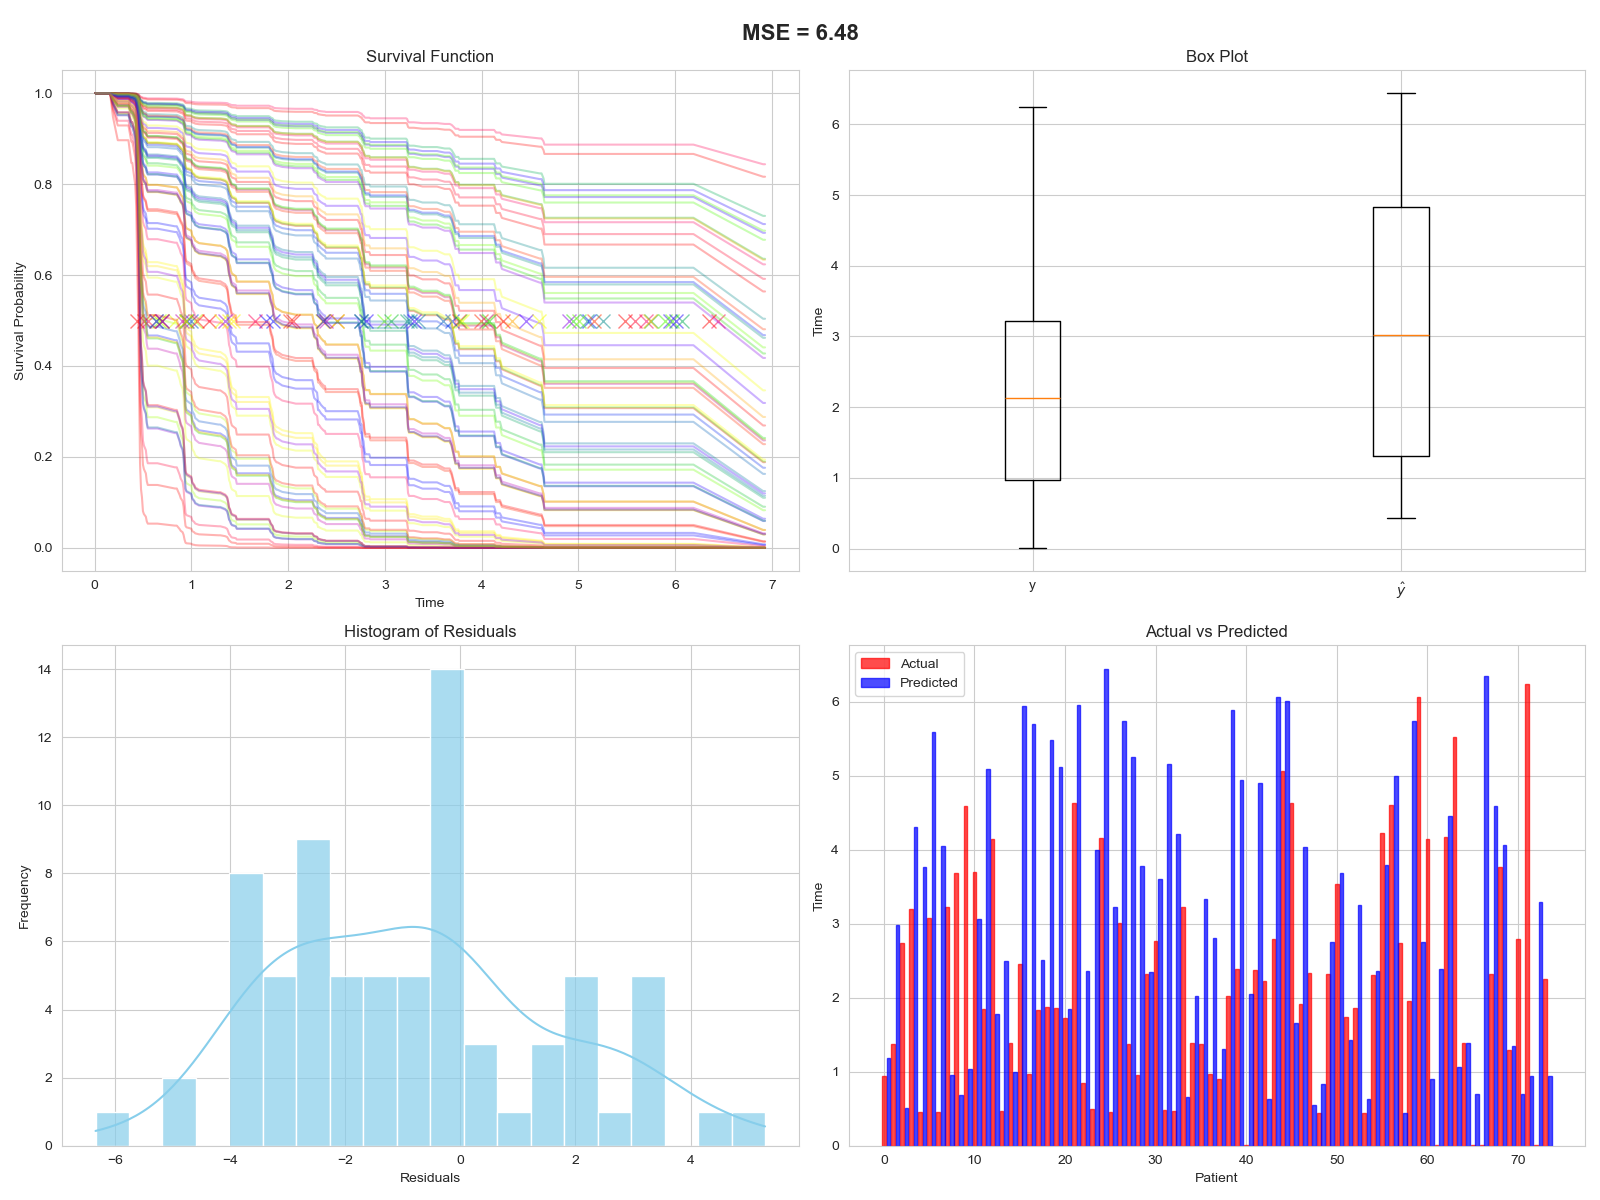 MSE = 6.48
Survival Function
1.0
0.8
0.6
0.4
0.2
0.0
Survival Probability
0 1 2 3 4 5 6 7
Time
Box Plot
6
5
4
3
2
1
0
Time
y ŷ
Histogram of Residuals
14
12
10
8
6
4
2
0
Frequency
−6 −4 −2 0 2 4
Residuals
Actual vs Predicted
Actual
Predicted
6
5
4
3
2
1
0
Time
0 10 20 30 40 50 60 70
Patient